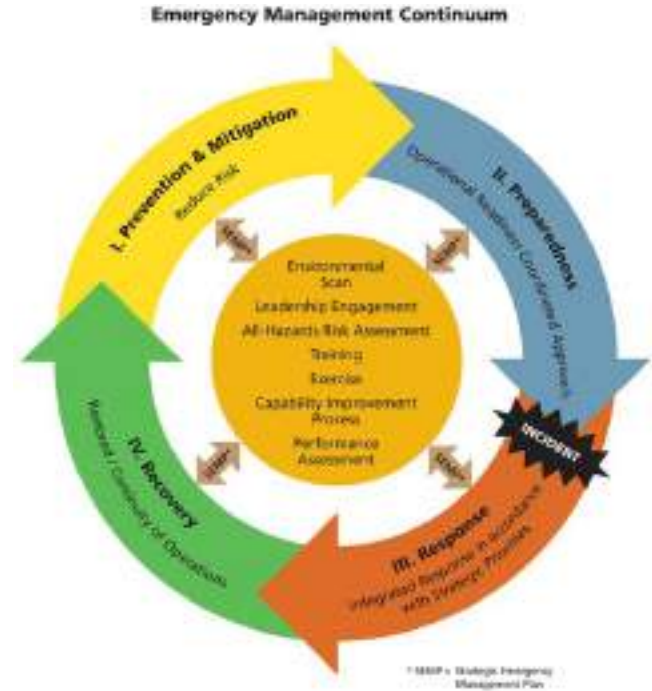 Emergency Management Continuum
I. Prevention & Mitigation
Reduce Risk
II. Preparedness
Operational Readiness Coordinated Approach
INCIDENT
III. Response
Integrated Response in accordance
with Strategic Priorities
IV. Recovery
Restored / Continuity of Operations
SEMP*
SEMP*
SEMP*
SEMP*
Environmental
Scan
Leadership Engagement
All-Hazards Risk Assessment
Training
Exercise
Capability Improvement
Process
Performance
Assessment
* SEMP = Strategic Emergency
Management Plan